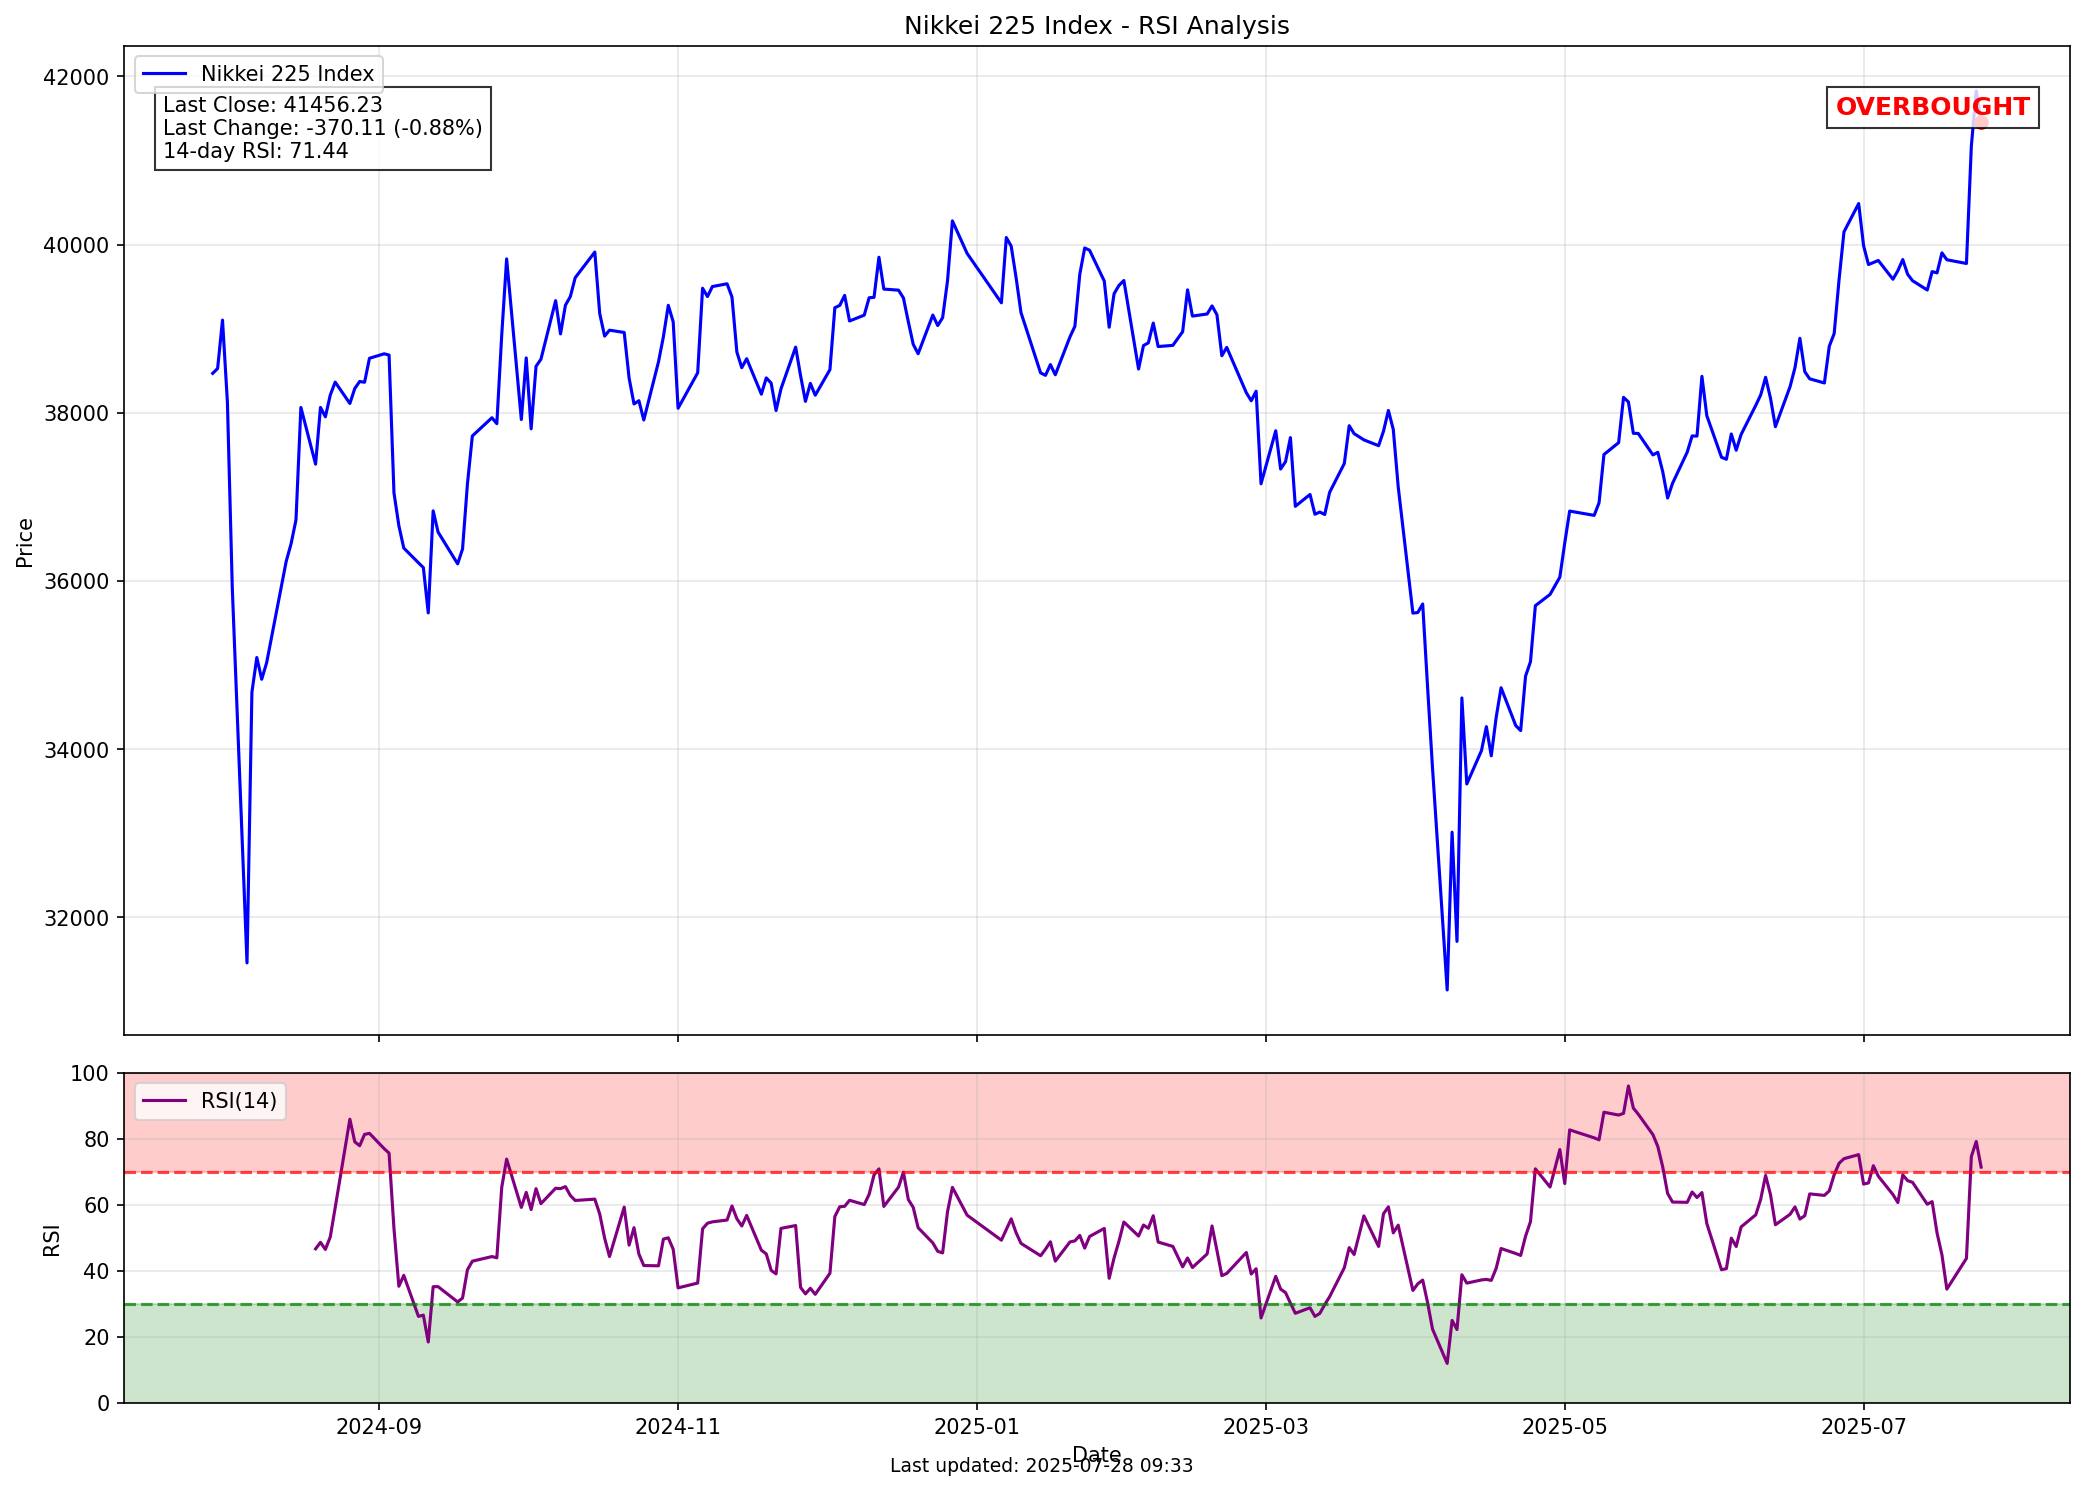 Nikkei 225 Index - RSI Analysis
Nikkei 225 Index
Last Close: 41456.23
Last Change: -370.11 (-0.88%)
14-day RSI: 71.44
OVERBOUGHT
42000
40000
38000
36000
34000
32000
Price
RSI(14)
100
80
60
40
20
0
RSI
2024-09
2024-11
2025-01
2025-03
2025-05
2025-07
Date
Last updated: 2025-07-28 09:33